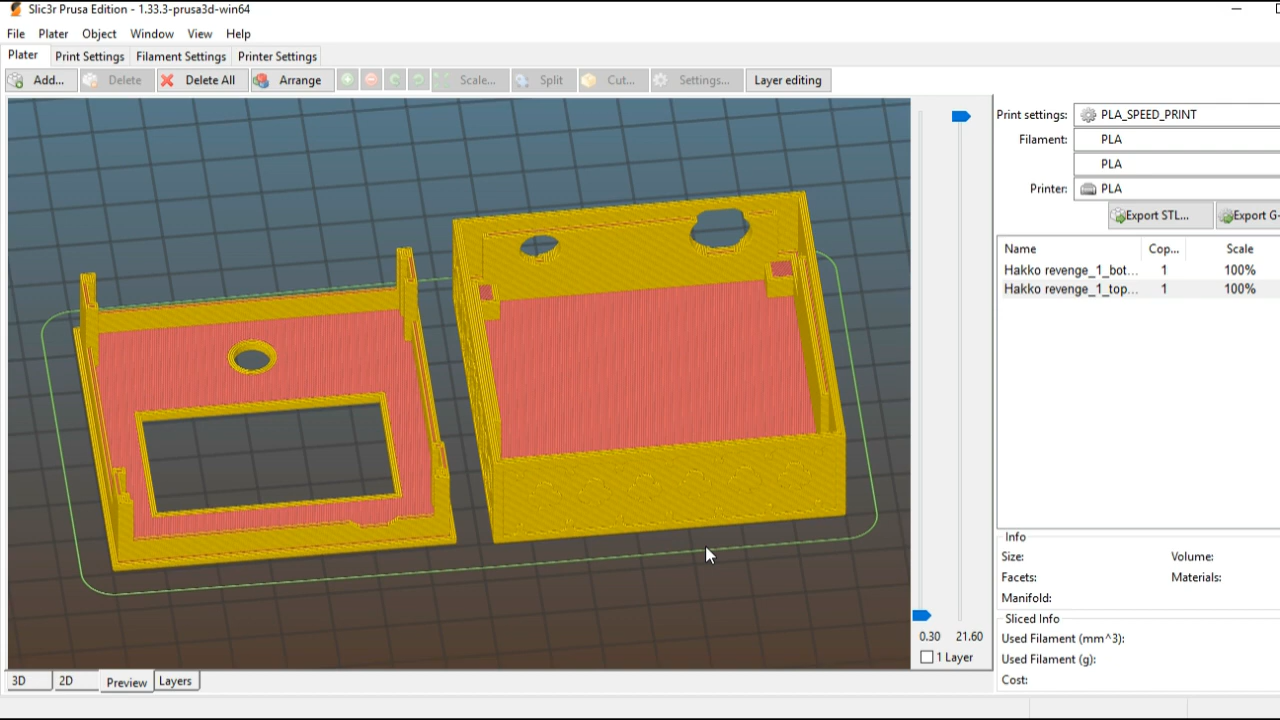 Slic3r Prusa Edition - 1.33.3-prusa3d-win64
File Plater Object Window View Help
Plater Print Settings Filament Settings Printer Settings
Add... Delete Delete All Arrange Scale... Split Cut... Settings... Layer editing
Print settings: PLA_SPEED_PRINT
Filament: PLA
PLA
Printer: PLA
Export STL... Export G-
Name Cop... Scale
Hakko revenge_1_bot... 1 100%
Hakko revenge_1_top... 1 100%
Info
Size: Volume:
Facets: Materials:
Manifold:
Sliced Info
Used Filament (mm^3):
Used Filament (g):
Cost:
0.30 21.60
1 Layer
3D 2D Preview Layers